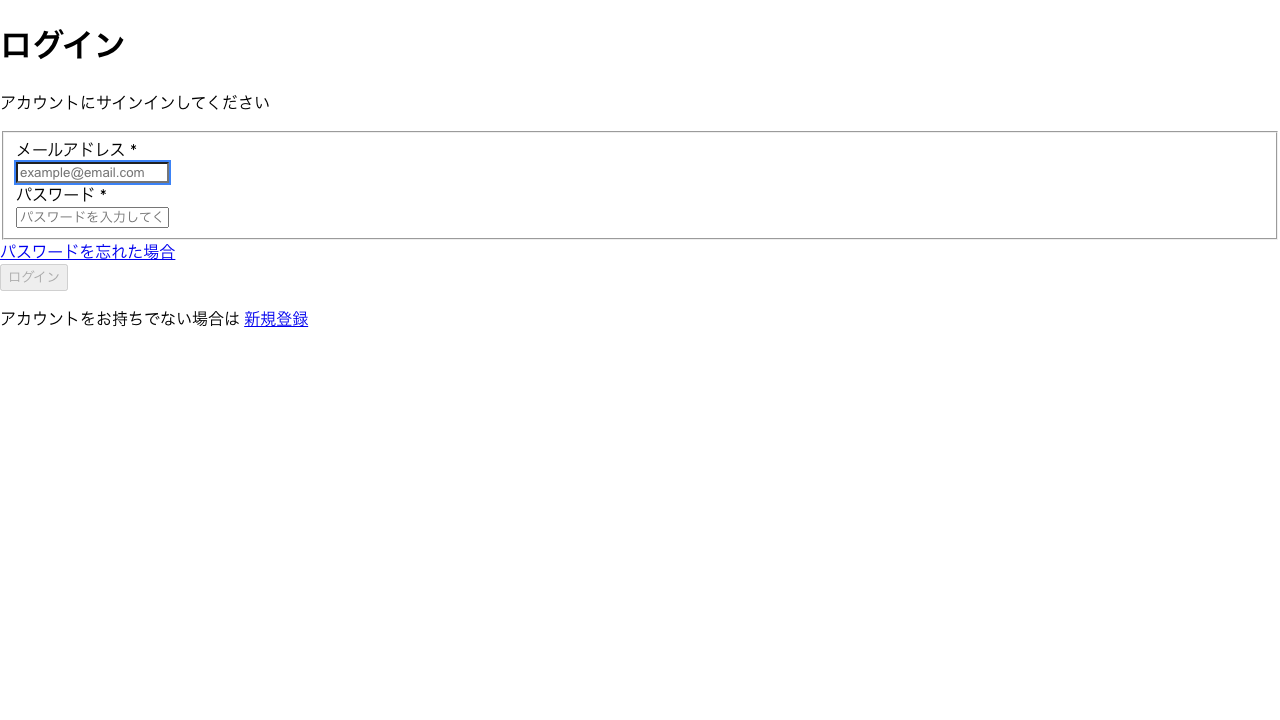 ログイン
アカウントにサインインしてください
メールアドレス *
example@email.com
パスワード *
パスワードを入力してく
パスワードを忘れた場合
ログイン
アカウントをお持ちでない場合は 新規登録